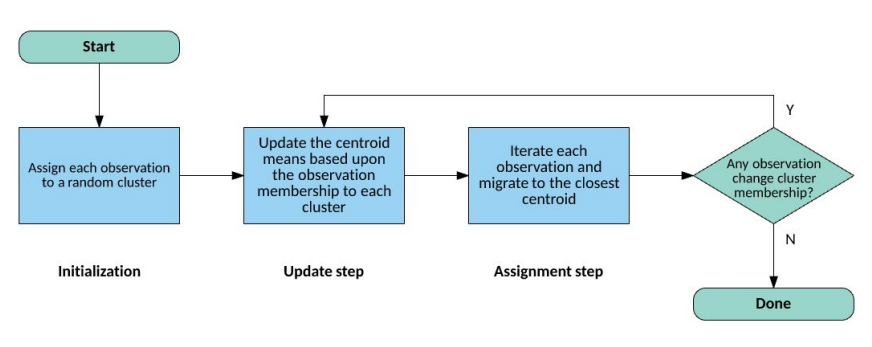 Start
Assign each observation
to a random cluster
Update the centroid
means based upon
the observation
membership to each
cluster
Iterate each
observation and
migrate to the closest
centroid
Any observation
change cluster
membership?
Y
N
Initialization
Update step
Assignment step
Done